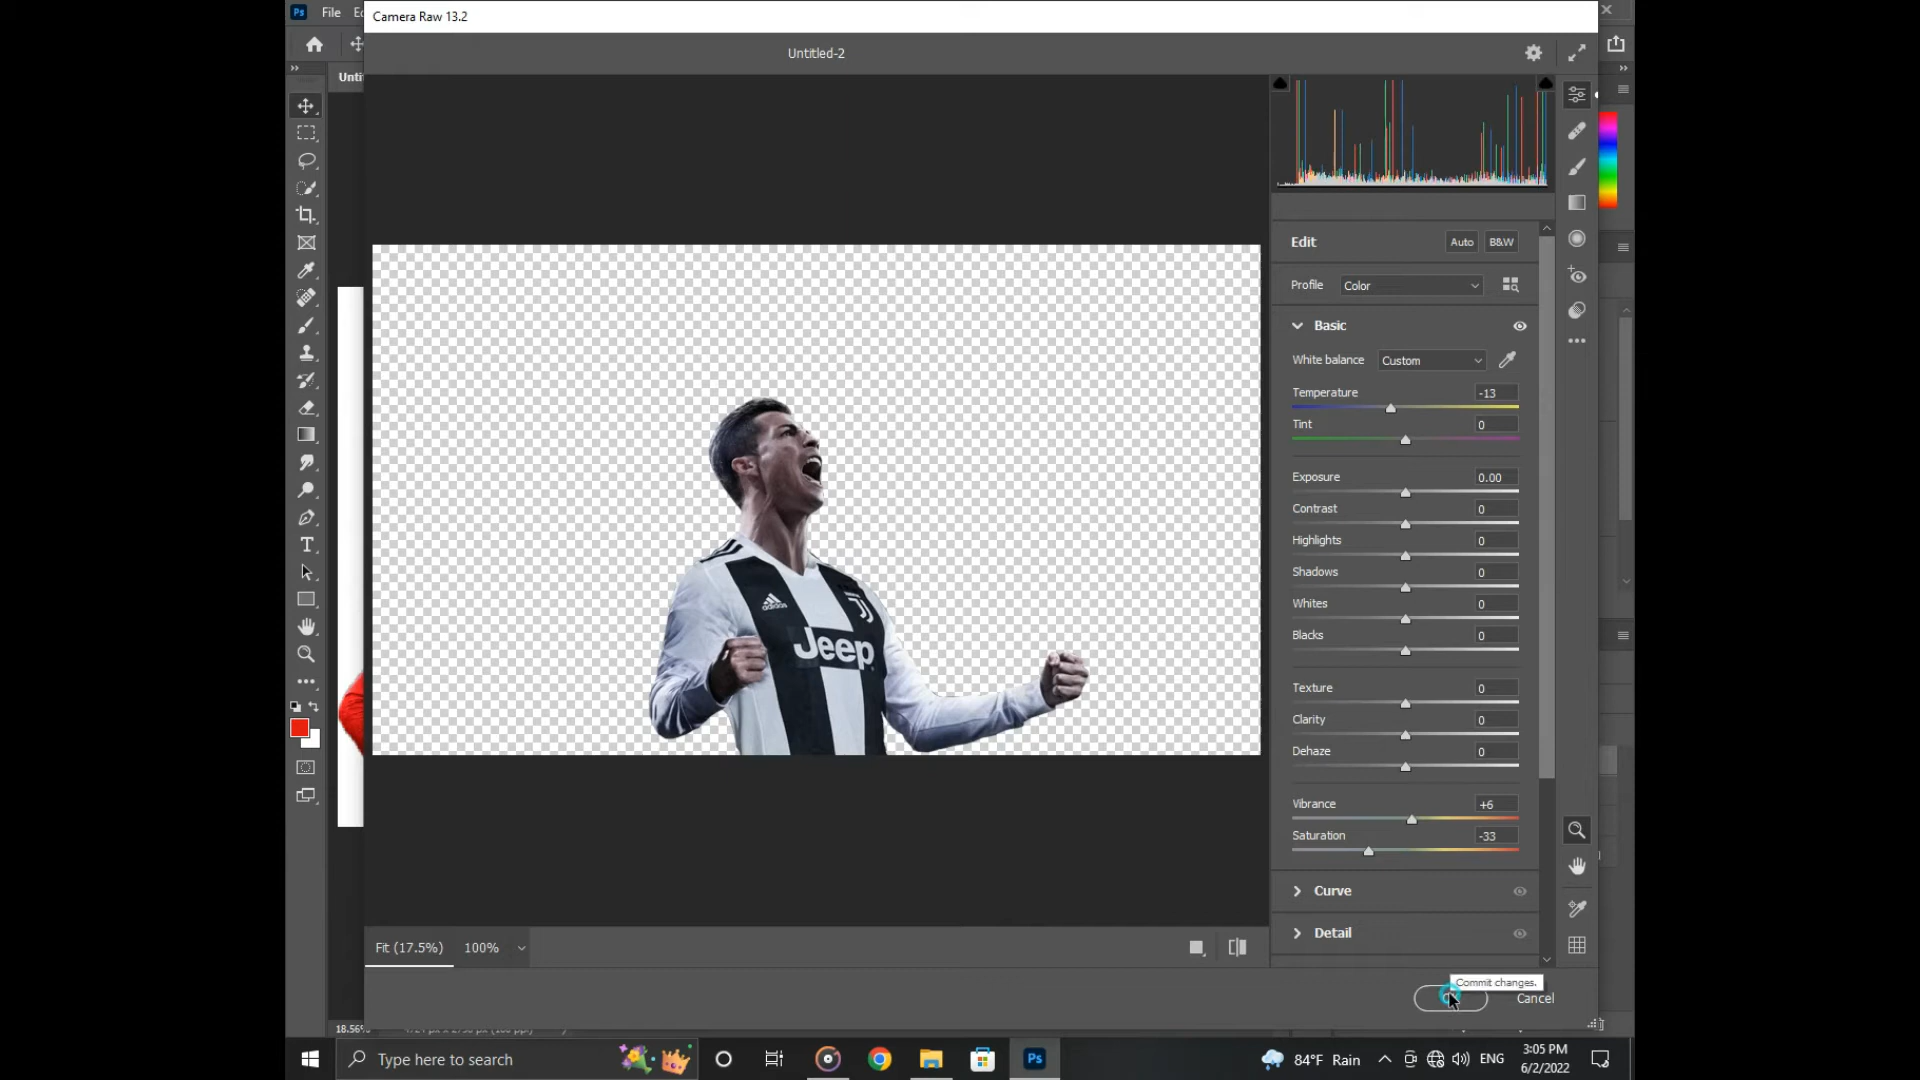 Ps File
Camera Raw 13.2
Untitled-2
Edit
Auto
B&W
Profile
Color
Basic
White balance
Custom
Temperature
-13
Tint
0
Exposure
0.00
Contrast
0
Highlights
0
Shadows
0
Whites
0
Blacks
0
Texture
0
Clarity
0
Dehaze
0
Vibrance
+6
Saturation
-33
Curve
Detail
adidas
Jeep
Fit (17.5%)
100%
Commit changes.
Cancel
Type here to search
Ps
84°F Rain
ENG
3:05 PM
6/2/2022